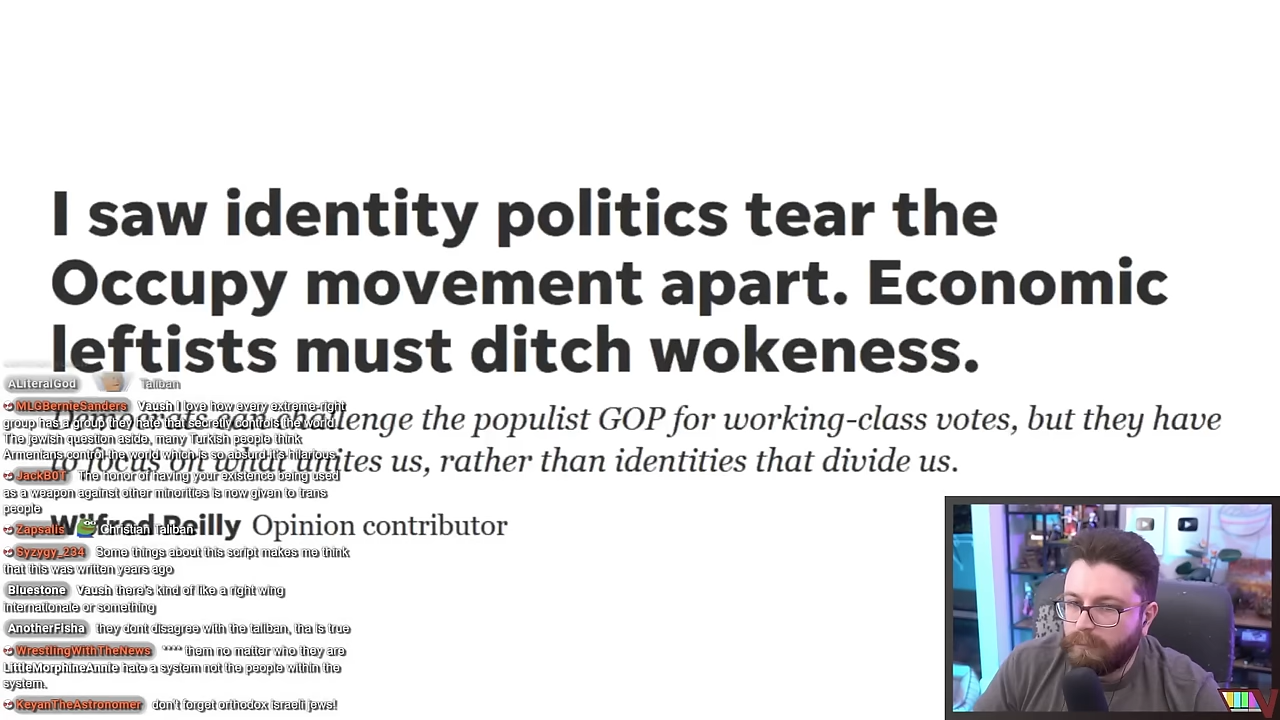 I saw identity politics tear the
Occupy movement apart. Economic
leftists must ditch wokeness.
Democrats can challenge the populist GOP for working-class votes, but they have
to focus on what unites us, rather than identities that divide us.
Wilfred Reilly Opinion contributor
ALiteralGod Taliban
MLGBernieSanders Vaush I love how every extreme-right
group has a group they hate that secretly controls the world.
The jewish question aside, many Turkish people think
Armenians control the world which is so absurd it's hilarious.
JackB0T The honor of having your existence being used
as a weapon against other minorities is now given to trans
people
Zapsalis Christian Taliban
Syzygy_234 Some things about this script makes me think
that this was written years ago
Bluestone Vaush there's kind of like a right wing
internationale or something
AnotherFisha they dont disagree with the taliban, tha is true
WrestlingWithTheNews **** them no matter who they are
LittleMorphineAnnie hate a system not the people within the
system.
KeyanTheAstronomer don't forget orthodox israeli jews!